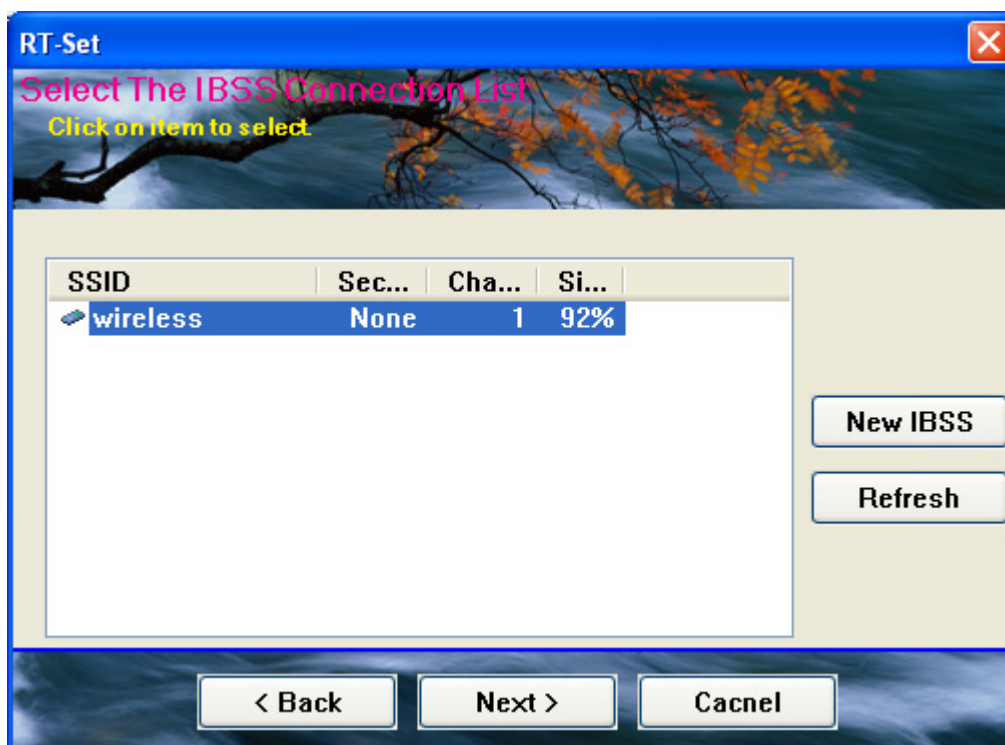 RT-Set
Select The IBSS Connection List
Click on item to select.
SSID Sec... Cha... Si...
wireless None 1 92%
New IBSS
Refresh
< Back Next > Cacnel